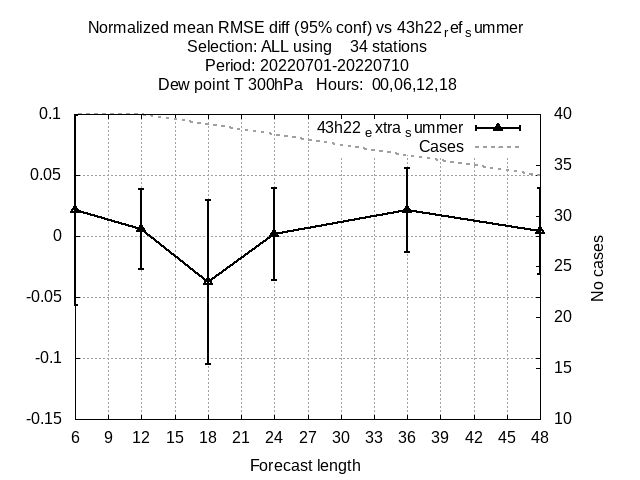 Normalized mean RMSE diff (95% conf) vs 43h22refsummer
Selection: ALL using 34 stations
Period: 20220701-20220710
Dew point T 300hPa Hours: 00,06,12,18
43h22extrasummer
Cases
0.1
0.05
0
-0.05
-0.1
-0.15
40
35
30
25
20
15
10
No cases
6 9 12 15 18 21 24 27 30 33 36 39 42 45 48
Forecast length